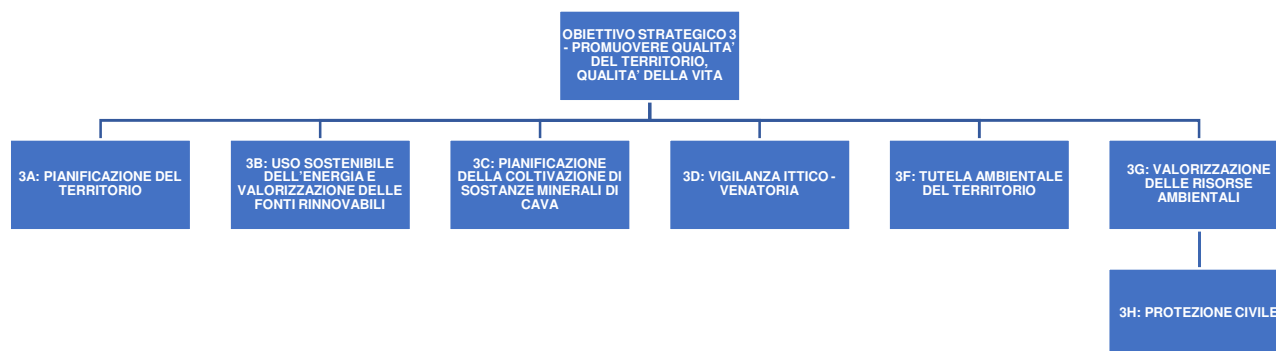 OBIETTIVO STRATEGICO 3
- PROMUOVERE QUALITA'
DEL TERRITORIO,
QUALITA' DELLA VITA
3A: PIANIFICAZIONE DEL
TERRITORIO
3B: USO SOSTENIBILE
DELL'ENERGIA E
VALORIZZAZIONE DELLE
FONTI RINNOVABILI
3C: PIANIFICAZIONE
DELLA COLTIVAZIONE DI
SOSTANZE MINERALI DI
CAVA
3D: VIGILANZA ITTICO -
VENATORIA
3F: TUTELA AMBIENTALE
DEL TERRITORIO
3G: VALORIZZAZIONE
DELLE RISORSE
AMBIENTALI
3H: PROTEZIONE CIVILE